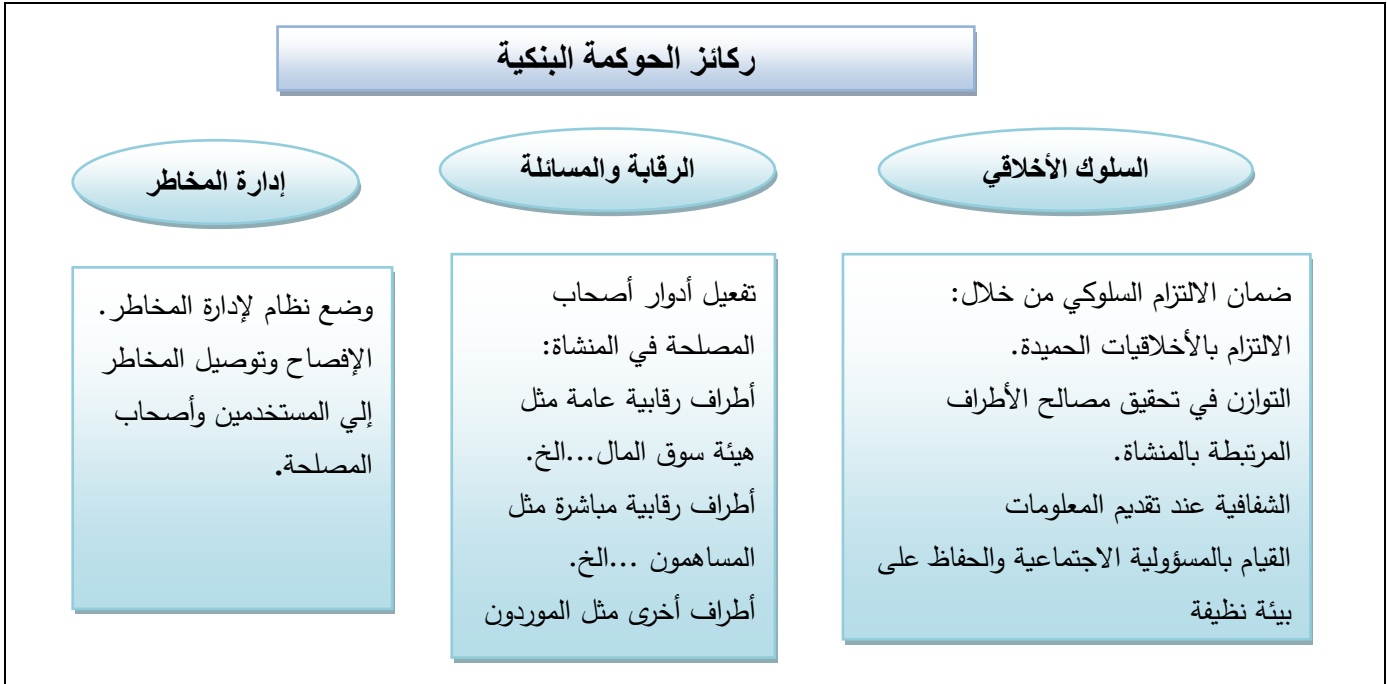 ركائز الحوكمة البنكية
السلوك الأخلاقي
ضمان الالتزام السلوكي من خلال:
الالتزام بالأخلاقيات الحميدة.
التوازن في تحقيق مصالح الأطراف
المرتبطة بالمنشاة.
الشفافية عند تقديم المعلومات
القيام بالمسؤولية الاجتماعية والحفاظ على
بيئة نظيفة
الرقابة والمسائلة
تفعيل أدوار أصحاب
المصلحة في المنشاة:
أطراف رقابية عامة مثل
هيئة سوق المال...الخ.
أطراف رقابية مباشرة مثل
المساهمون ...الخ.
أطراف أخرى مثل الموردون
إدارة المخاطر
وضع نظام لإدارة المخاطر.
الإفصاح وتوصيل المخاطر
إلي المستخدمين وأصحاب
المصلحة.